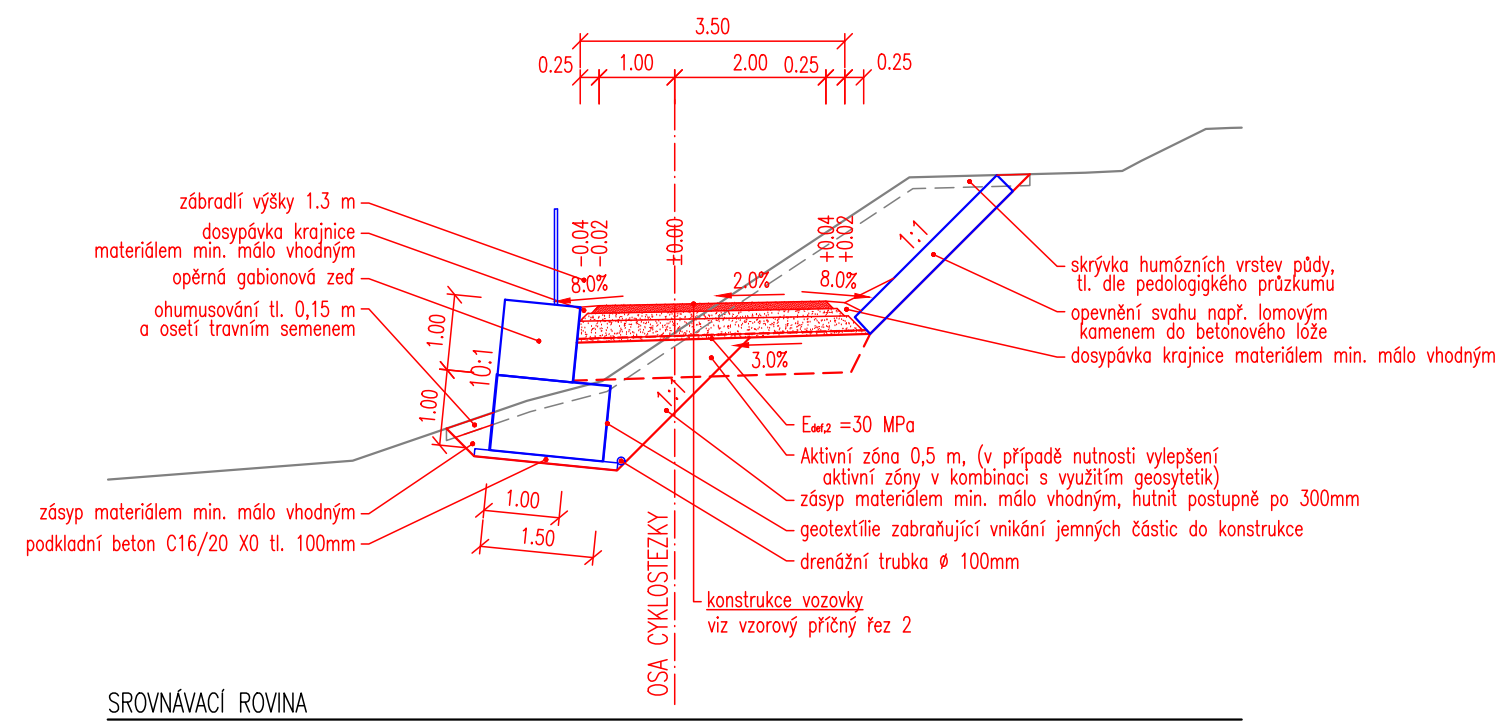 3.50
0.25 1.00 2.00 0.25 0.25
zábradlí výšky 1.3 m
dosypávka krajnice
materiálem min. málo vhodným
opěrná gabionová zeď
ohumusování tl. 0,15 m
a osetí travním semenem
-0.04
-0.02
±0.00
+0.04
+0.02
8.0%
2.0%
8.0%
3.0%
1:1
1:1
10:1
1.00
1.00
skrývka humózních vrstev půdy,
tl. dle pedologigkého průzkumu
opevnění svahu např. lomovým
kamenem do betonového lóže
dosypávka krajnice materiálem min. málo vhodným
Edef,2 =30 MPa
Aktivní zóna 0,5 m, (v případě nutnosti vylepšení
aktivní zóny v kombinaci s využitím geosytetik)
zásyp materiálem min. málo vhodným, hutnit postupně po 300mm
geotextílie zabraňující vnikání jemných částic do konstrukce
drenážní trubka ø 100mm
zásyp materiálem min. málo vhodným
podkladní beton C16/20 X0 tl. 100mm
1.00
1.50
konstrukce vozovky
viz vzorový příčný řez 2
OSA CYKLOSTEZKY
SROVNÁVACÍ ROVINA